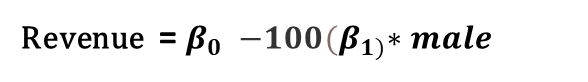 Revenue = β₀ −100(β₁)* male